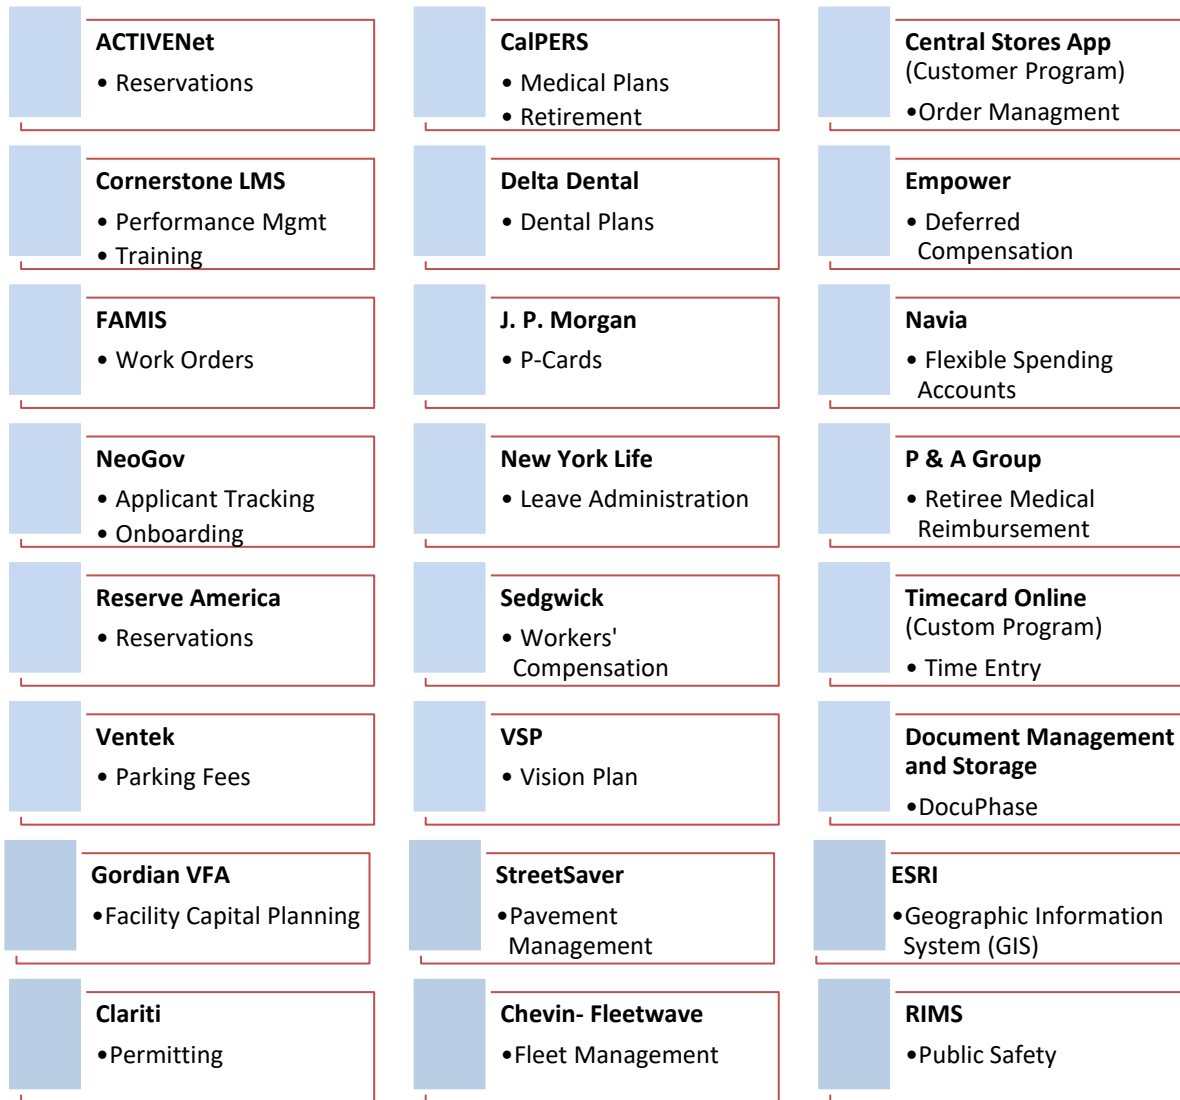 ACTIVENet
• Reservations
CalPERS
• Medical Plans
• Retirement
Central Stores App
(Customer Program)
•Order Managment
Cornerstone LMS
• Performance Mgmt
• Training
Delta Dental
• Dental Plans
Empower
• Deferred
Compensation
FAMIS
• Work Orders
J. P. Morgan
• P-Cards
Navia
• Flexible Spending
Accounts
NeoGov
• Applicant Tracking
• Onboarding
New York Life
• Leave Administration
P & A Group
• Retiree Medical
Reimbursement
Reserve America
• Reservations
Sedgwick
• Workers'
Compensation
Timecard Online
(Custom Program)
• Time Entry
Ventek
• Parking Fees
VSP
• Vision Plan
Document Management
and Storage
•DocuPhase
Gordian VFA
•Facility Capital Planning
StreetSaver
•Pavement
Management
ESRI
•Geographic Information
System (GIS)
Clariti
•Permitting
Chevin- Fleetwave
•Fleet Management
RIMS
•Public Safety